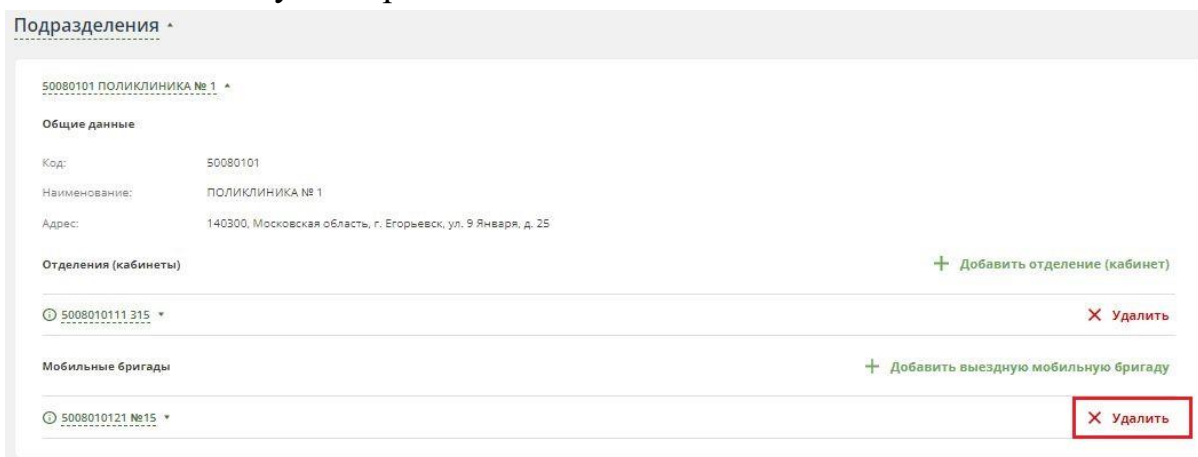 Подразделения
50080101 ПОЛИКЛИНИКА № 1
Общие данные
Код: 50080101
Наименование: ПОЛИКЛИНИКА № 1
Адрес: 140300, Московская область, г. Егорьевск, ул. 9 Января, д. 25
Отделения (кабинеты) + Добавить отделение (кабинет)
5008010111 315 Удалить
Мобильные бригады + Добавить выездную мобильную бригаду
5008010121 №15 Удалить